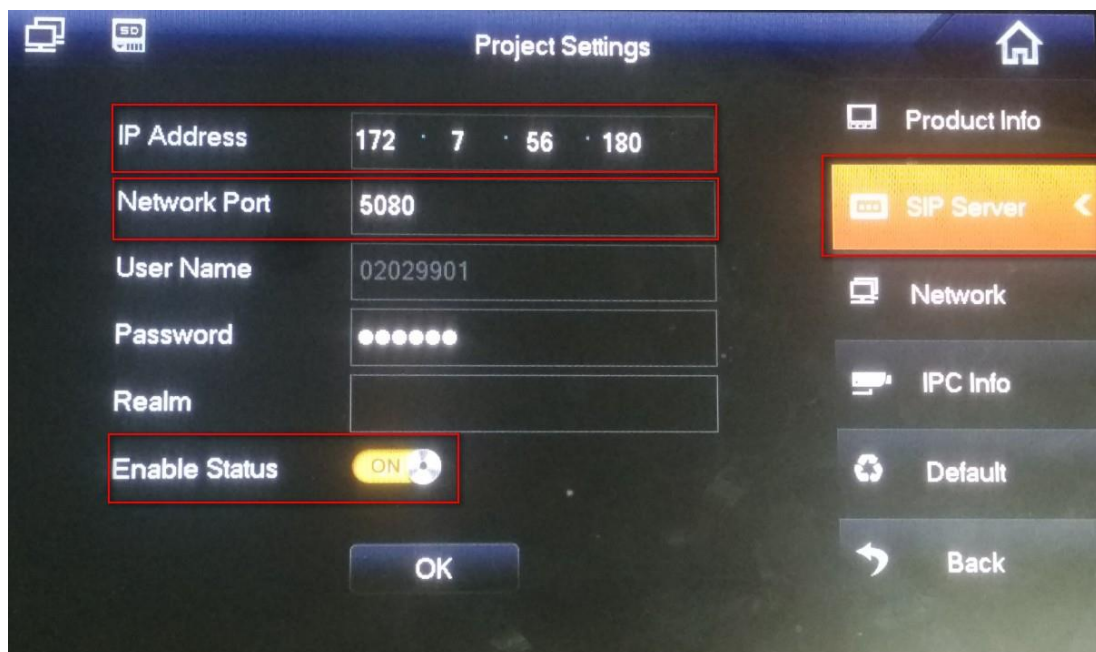 SD
Project Settings
IP Address 172 . 7 . 56 . 180
Network Port 5080
User Name 02029901
Password ●●●●●●
Realm
Enable Status ON
OK
Product Info
SIP Server
Network
IPC Info
Default
Back